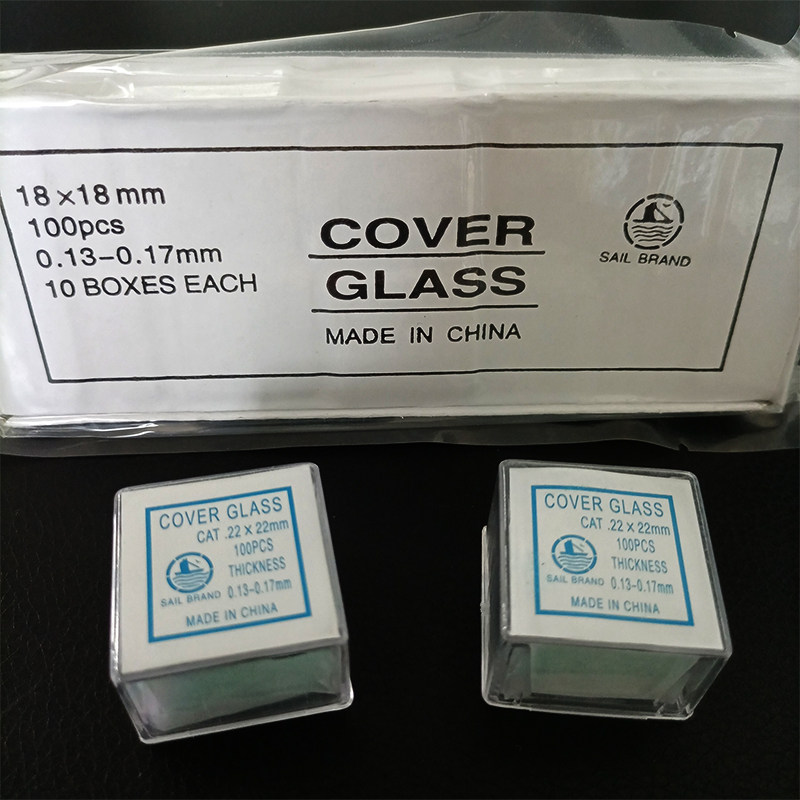 18×18mm
100pcs
0.13-0.17mm
10 BOXES EACH
COVER
GLASS
MADE IN CHINA
SAIL BRAND
COVER GLASS
CAT .22 X 22mm
100PCS
THICKNESS
SAIL BRAND 0.13-0.17mm
MADE IN CHINA
COVER GLASS
CAT .22 X 22mm
100PCS
THICKNESS
SAIL BRAND 0.13-0.17mm
MADE IN CHINA